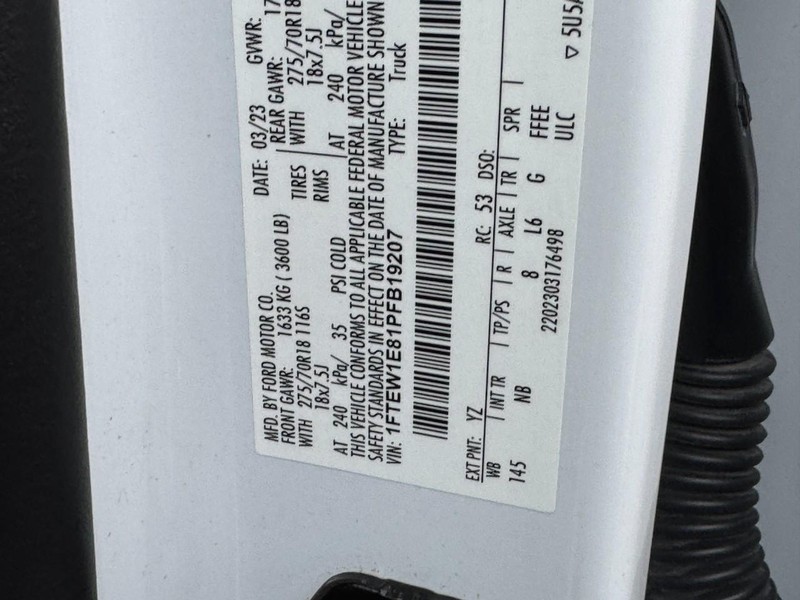 MFD. BY FORD MOTOR CO.
DATE: 03/23 GVWR: 17
FRONT GAWR: 1633 KG ( 3600 LB)
REAR GAWR:
WITH 275/70R18 116S TIRES WITH 275/70R18
18x7.5J RIMS 18x7.5J
AT 240 kPa/ 35 PSI COLD AT 240 kPa/
THIS VEHICLE CONFORMS TO ALL APPLICABLE FEDERAL MOTOR VEHICLE
SAFETY STANDARDS IN EFFECT ON THE DATE OF MANUFACTURE SHOWN
VIN: 1FTEW1E81PFB19207 TYPE: Truck
EXT PNT: YZ RC: 53 DSO:
WB INT TR TP/PS R AXLE TR SPR
145 NB 8 L6 G FFEE
2202303176498 ULC
▽ 5U5A